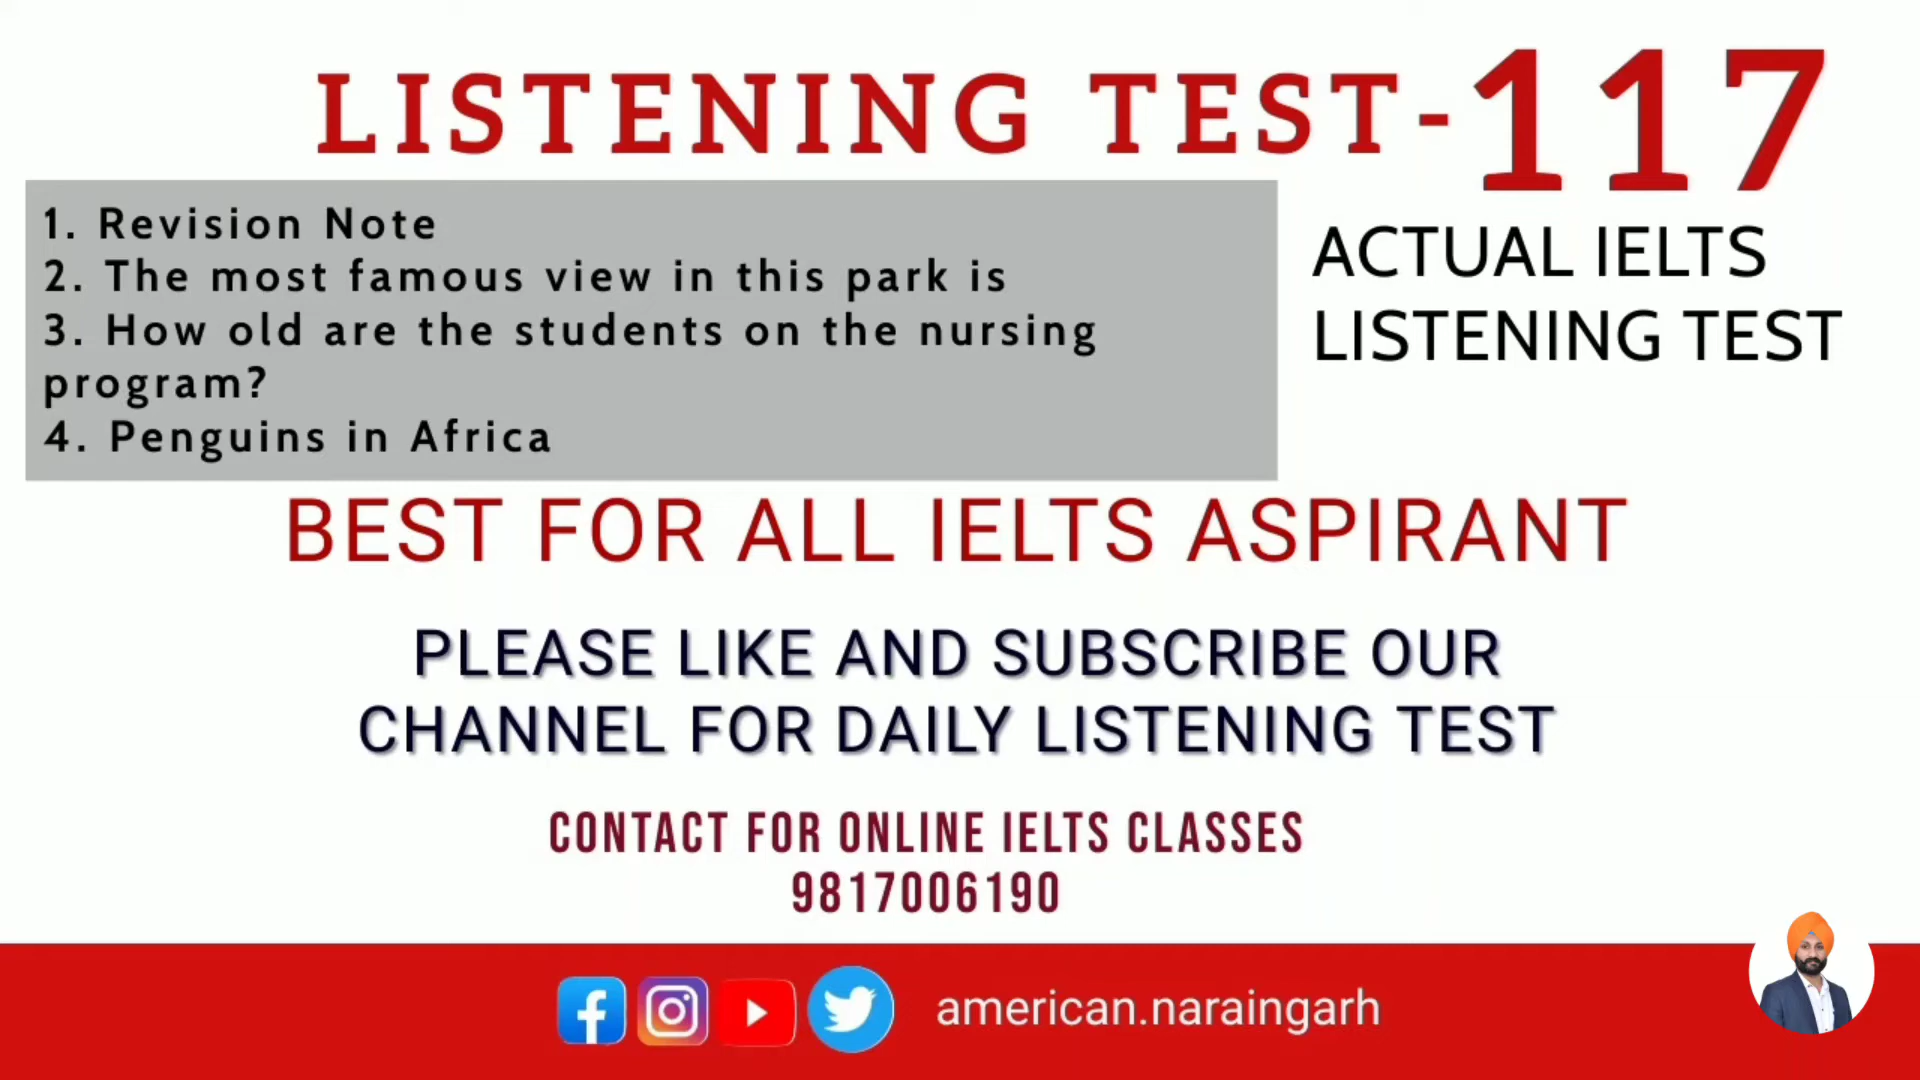 LISTENING TEST-117
1. Revision Note
2. The most famous view in this park is
3. How old are the students on the nursing
program?
4. Penguins in Africa
ACTUAL IELTS
LISTENING TEST
BEST FOR ALL IELTS ASPIRANT
PLEASE LIKE AND SUBSCRIBE OUR
CHANNEL FOR DAILY LISTENING TEST
CONTACT FOR ONLINE IELTS CLASSES
9817006190
american.naraingarh